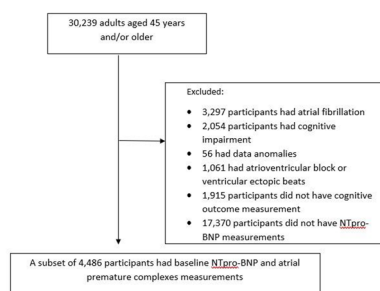 30,239 adults aged 45 years
and/or older
Excluded:
• 3,297 participants had atrial fibrillation
• 2,054 participants had cognitive
impairment
• 56 had data anomalies
• 1,061 had atrioventricular block or
ventricular ectopic beats
• 1,915 participants did not have cognitive
outcome measurement
• 17,370 participants did not have NTpro-
BNP measurements
A subset of 4,486 participants had baseline NTpro-BNP and atrial
premature complexes measurements